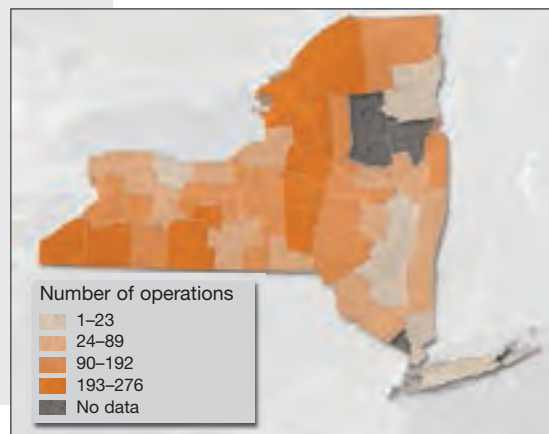 Number of operations
1–23
24–89
90–192
193–276
No data